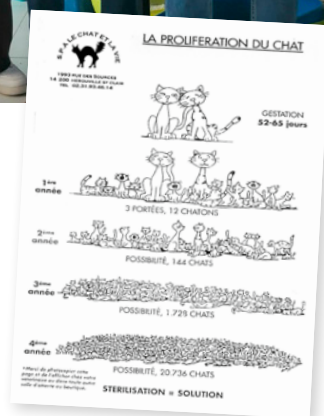 S.P.A. LE CHAT ET LA VIE
LA PROLIFERATION DU CHAT
GESTATION
52-65 jours
1ère
année
3 PORTÉES, 12 CHATONS
2ème
année
POSSIBILITÉ, 144 CHATS
3ème
année
POSSIBILITÉ, 1.728 CHATS
4ème
année
POSSIBILITÉ, 20.736 CHATS
STERILISATION = SOLUTION